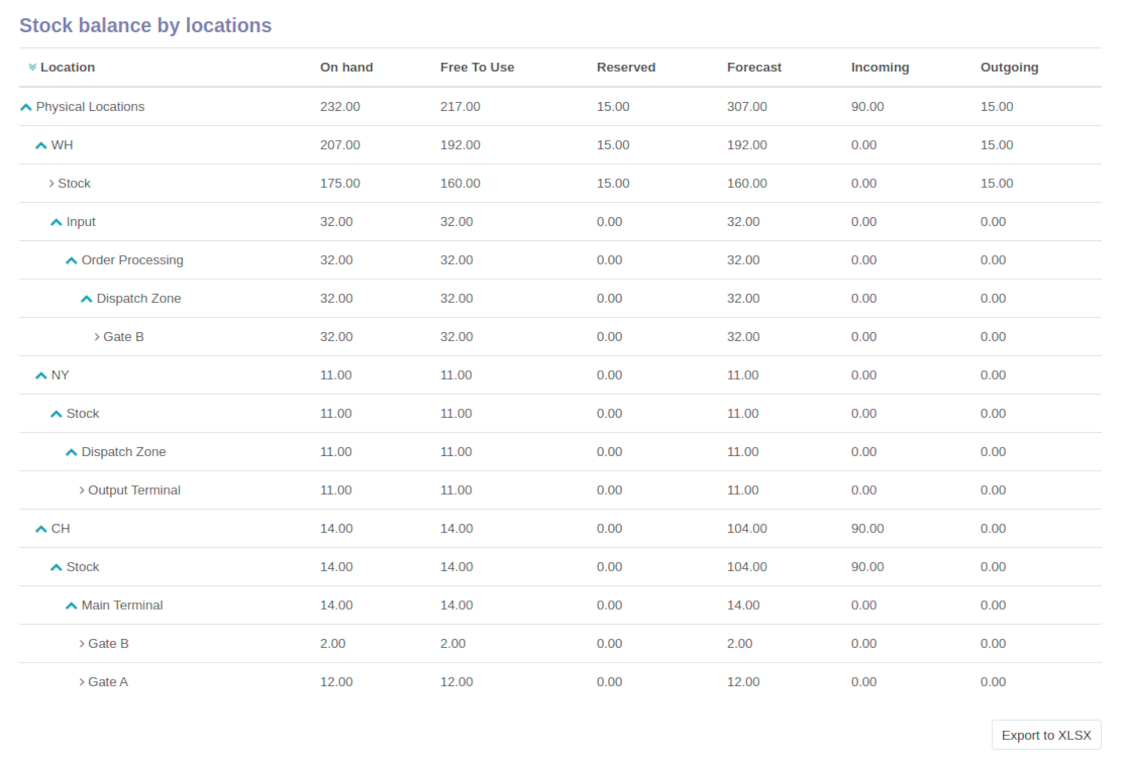 Stock balance by locations
Location On hand Free To Use Reserved Forecast Incoming Outgoing
Physical Locations 232.00 217.00 15.00 307.00 90.00 15.00
WH 207.00 192.00 15.00 192.00 0.00 15.00
Stock 175.00 160.00 15.00 160.00 0.00 15.00
Input 32.00 32.00 0.00 32.00 0.00 0.00
Order Processing 32.00 32.00 0.00 32.00 0.00 0.00
Dispatch Zone 32.00 32.00 0.00 32.00 0.00 0.00
Gate B 32.00 32.00 0.00 32.00 0.00 0.00
NY 11.00 11.00 0.00 11.00 0.00 0.00
Stock 11.00 11.00 0.00 11.00 0.00 0.00
Dispatch Zone 11.00 11.00 0.00 11.00 0.00 0.00
Output Terminal 11.00 11.00 0.00 11.00 0.00 0.00
CH 14.00 14.00 0.00 104.00 90.00 0.00
Stock 14.00 14.00 0.00 104.00 90.00 0.00
Main Terminal 14.00 14.00 0.00 14.00 0.00 0.00
Gate B 2.00 2.00 0.00 2.00 0.00 0.00
Gate A 12.00 12.00 0.00 12.00 0.00 0.00
Export to XLSX